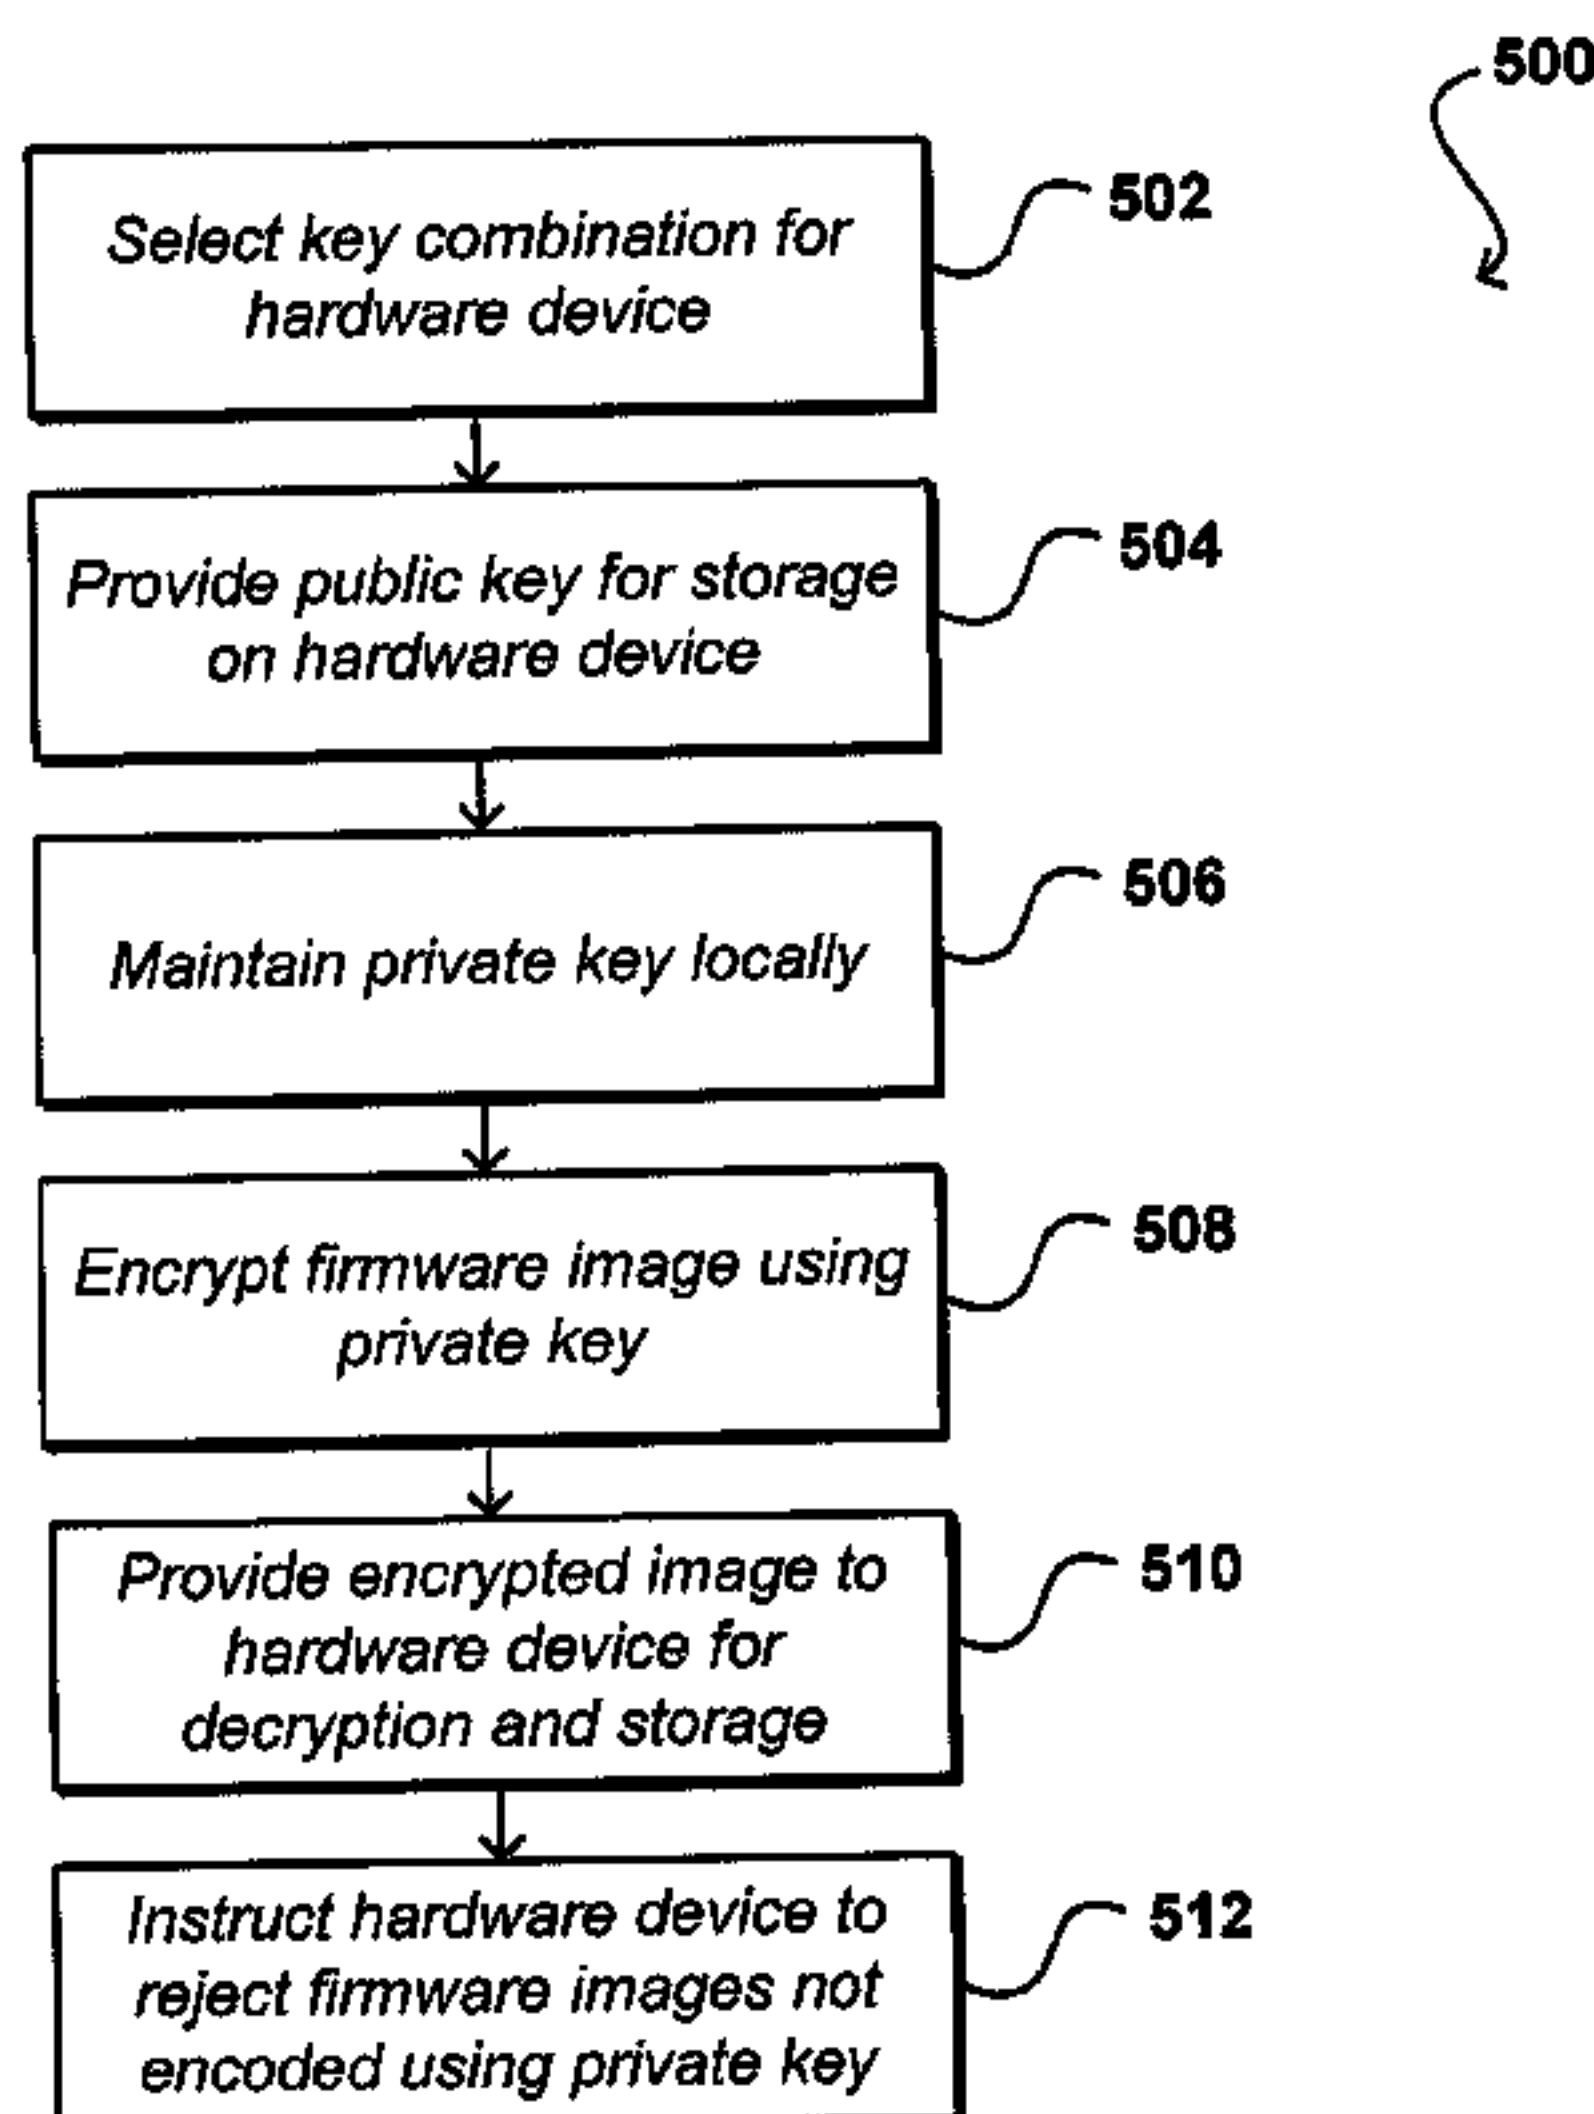 500
Select key combination for
hardware device
502
Provide public key for storage
on hardware device
504
Maintain private key locally
506
Encrypt firmware image using
private key
508
Provide encrypted image to
hardware device for
decryption and storage
510
Instruct hardware device to
reject firmware images not
encoded using private key
512